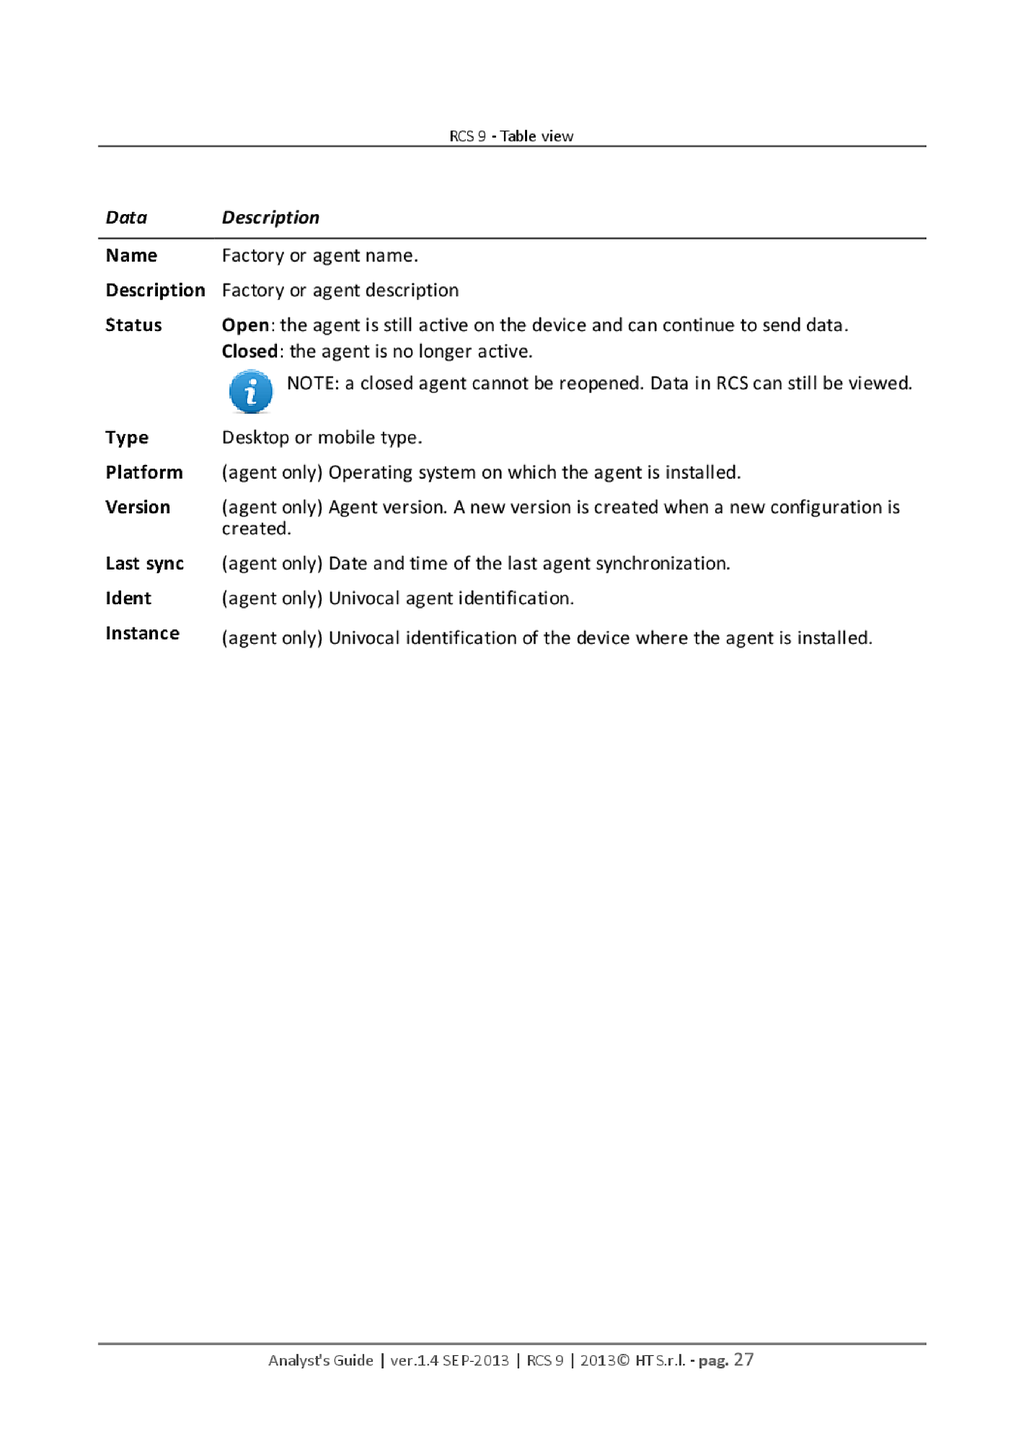 RCS 9 - Table view
Data Description
Name Factory or agent name.
Description Factory or agent description
Status Open: the agent is still active on the device and can continue to send data.
Closed: the agent is no longer active.
NOTE: a closed agent cannot be reopened. Data in RCS can still be viewed.
Type Desktop or mobile type.
Platform (agent only) Operating system on which the agent is installed.
Version (agent only) Agent version. A new version is created when a new configuration is
created.
Last sync (agent only) Date and time of the last agent synchronization.
Ident (agent only) Univocal agent identification.
Instance (agent only) Univocal identification of the device where the agent is installed.
Analyst's Guide | ver.1.4 SEP-2013 | RCS 9 | 2013© HT S.r.l. - pag. 27